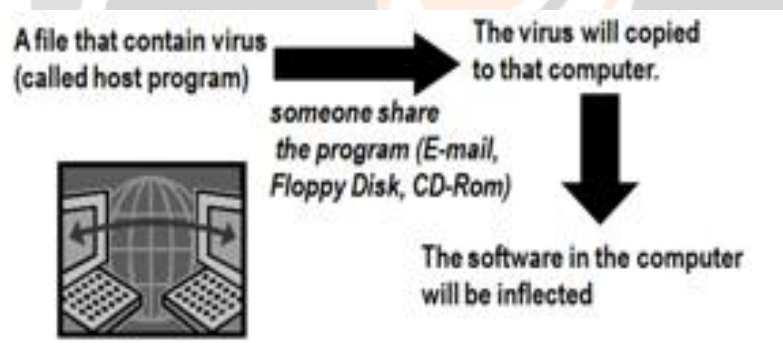 A file that contain virus
(called host program)
someone share
the program (E-mail,
Floppy Disk, CD-Rom)
The virus will copied
to that computer.
The software in the computer
will be inflected